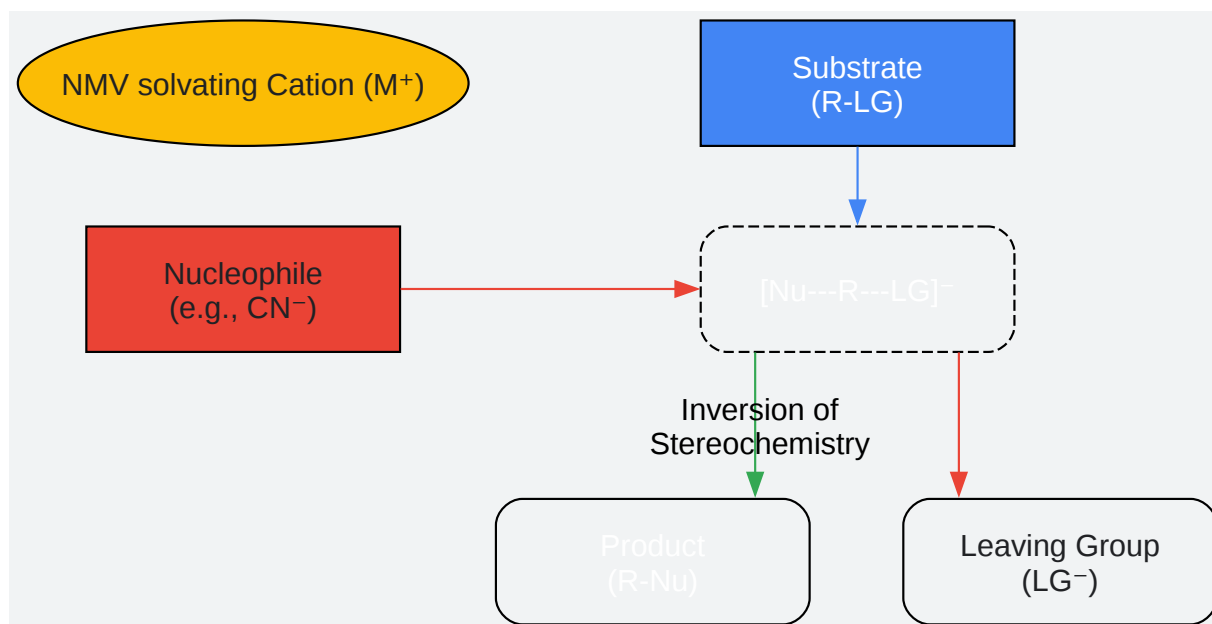 NMV solvating Cation (M⁺)
Substrate
(R-LG)
Nucleophile
(e.g., CN⁻)
[Nu---R---LG]⁻
Inversion of
Stereochemistry
Product
(R-Nu)
Leaving Group
(LG⁻)